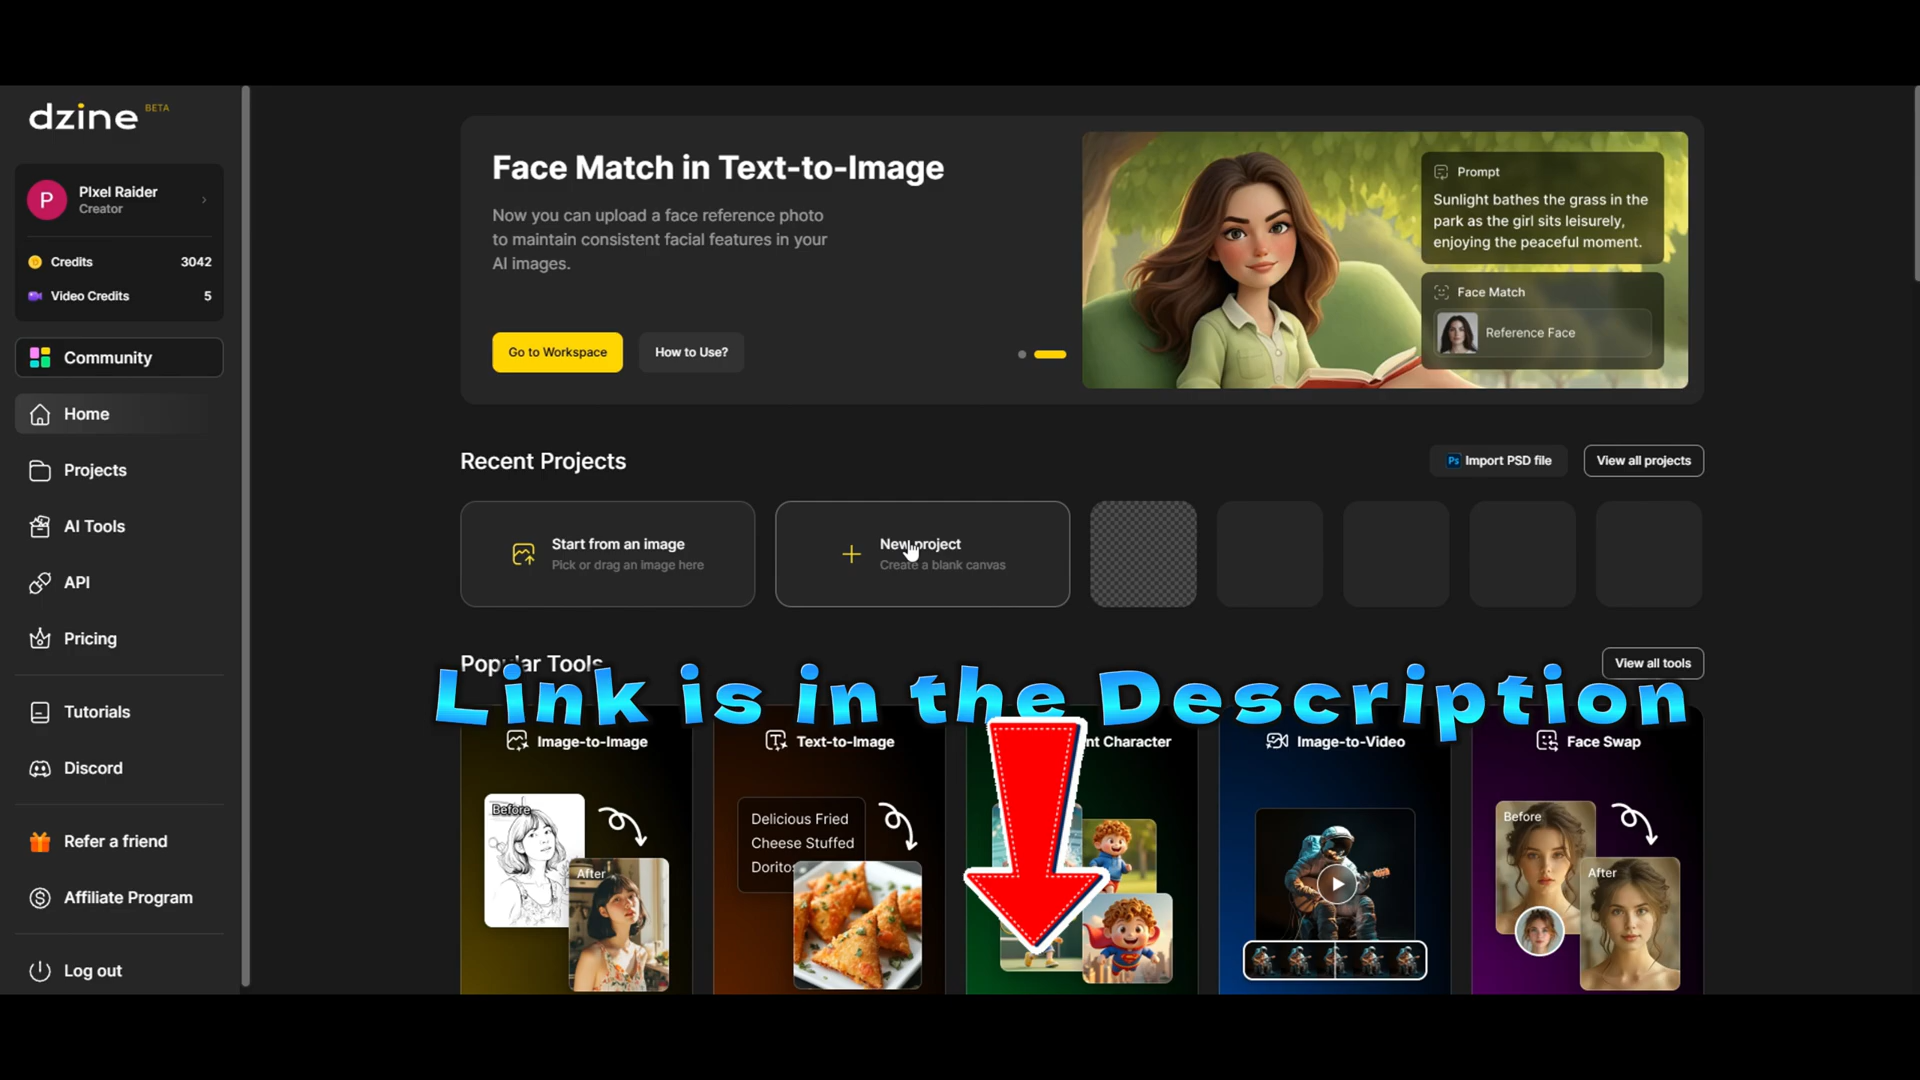 dzine BETA
P
PIxel Raider
Creator
Credits 3042
Video Credits 5
Community
Home
Projects
AI Tools
API
Pricing
Tutorials
Discord
Refer a friend
Affiliate Program
Log out
Face Match in Text-to-Image
Now you can upload a face reference photo
to maintain consistent facial features in your
AI images.
Go to Workspace
How to Use?
Prompt
Sunlight bathes the grass in the
park as the girl sits leisurely,
enjoying the peaceful moment.
Face Match
Reference Face
Recent Projects
Ps Import PSD file
View all projects
Start from an image
Pick or drag an image here
New project
Create a blank canvas
Popular Tools
View all tools
Link is in the Description
Image-to-Image
Before
After
Text-to-Image
Delicious Fried
Cheese Stuffed
Doritos
nt Character
Image-to-Video
Face Swap
Before
After